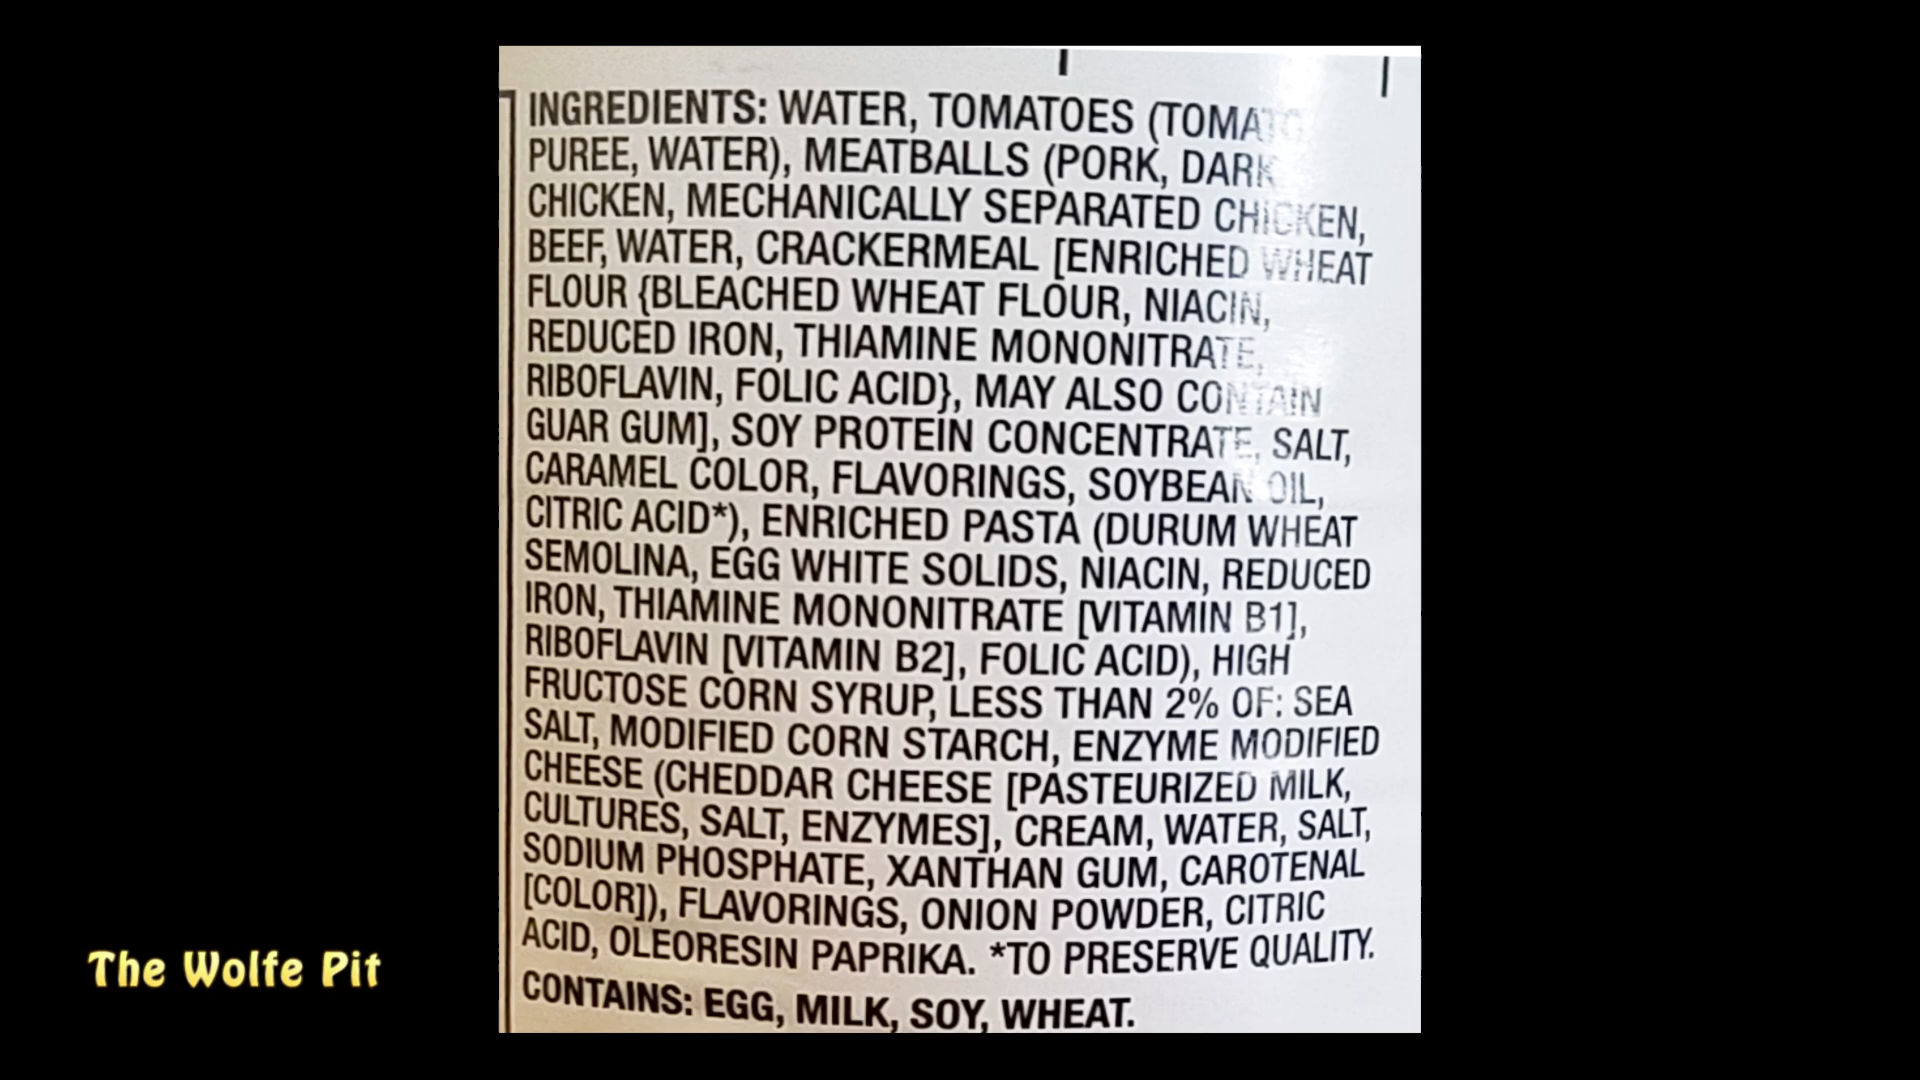 INGREDIENTS: WATER, TOMATOES (TOMATO
PUREE, WATER), MEATBALLS (PORK, DARK
CHICKEN, MECHANICALLY SEPARATED CHICKEN,
BEEF, WATER, CRACKERMEAL [ENRICHED WHEAT
FLOUR {BLEACHED WHEAT FLOUR, NIACIN,
REDUCED IRON, THIAMINE MONONITRATE,
RIBOFLAVIN, FOLIC ACID}, MAY ALSO CONTAIN
GUAR GUM], SOY PROTEIN CONCENTRATE, SALT,
CARAMEL COLOR, FLAVORINGS, SOYBEAN OIL,
CITRIC ACID*), ENRICHED PASTA (DURUM WHEAT
SEMOLINA, EGG WHITE SOLIDS, NIACIN, REDUCED
IRON, THIAMINE MONONITRATE [VITAMIN B1],
RIBOFLAVIN [VITAMIN B2], FOLIC ACID), HIGH
FRUCTOSE CORN SYRUP, LESS THAN 2% OF: SEA
SALT, MODIFIED CORN STARCH, ENZYME MODIFIED
CHEESE (CHEDDAR CHEESE [PASTEURIZED MILK,
CULTURES, SALT, ENZYMES], CREAM, WATER, SALT,
SODIUM PHOSPHATE, XANTHAN GUM, CAROTENAL
[COLOR]), FLAVORINGS, ONION POWDER, CITRIC
ACID, OLEORESIN PAPRIKA. *TO PRESERVE QUALITY.
CONTAINS: EGG, MILK, SOY, WHEAT.
The Wolfe Pit